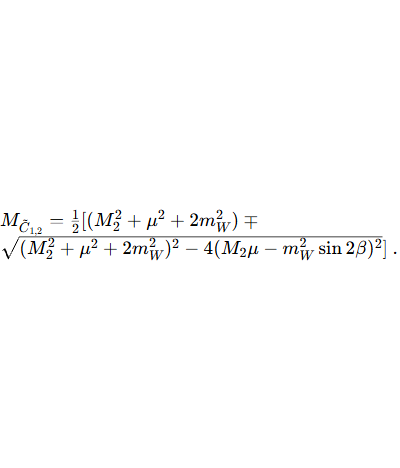 M_{\tilde{C}_{1,2}} = \frac{1}{2}[(M_2^2 + \mu^2 + 2m_W^2) \mp
\sqrt{(M_2^2 + \mu^2 + 2m_W^2)^2 - 4(M_2\mu - m_W^2 \sin 2\beta)^2}] .